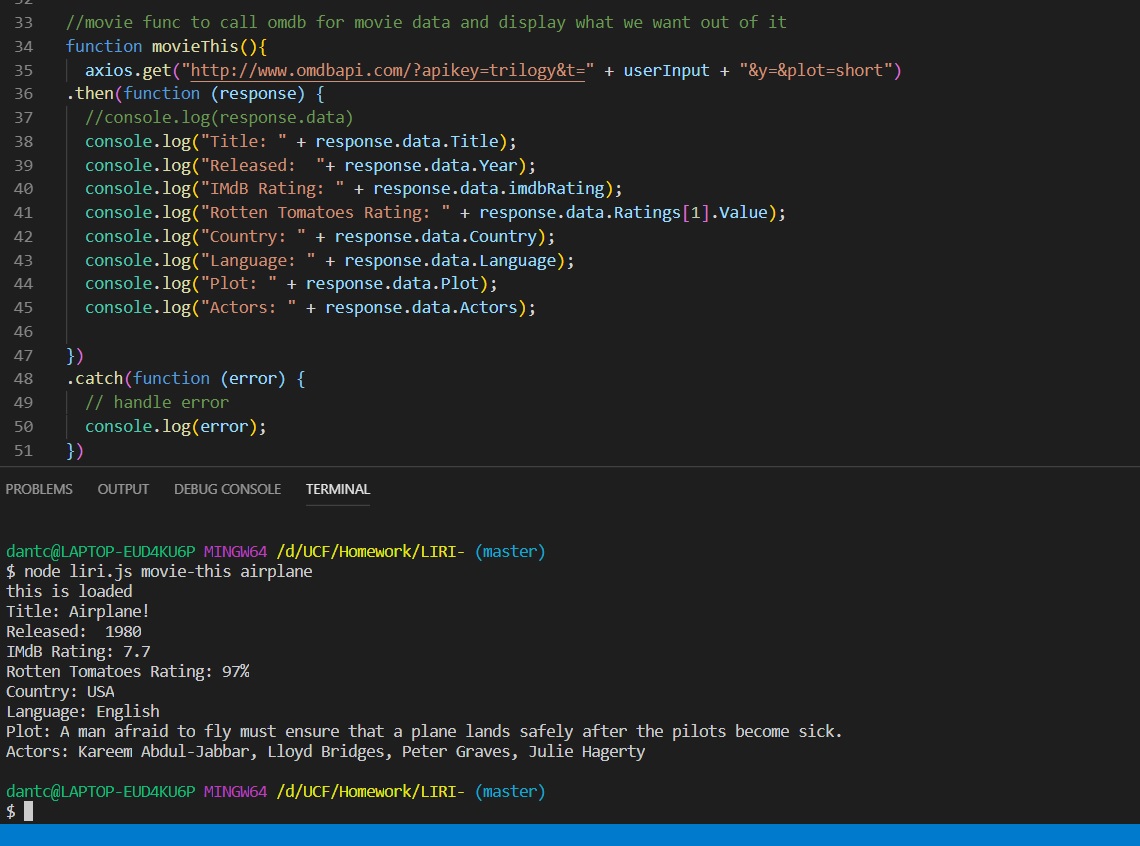 33 //movie func to call omdb for movie data and display what we want out of it
34 function movieThis(){
35 axios.get("http://www.omdbapi.com/?apikey=trilogy&t=" + userInput + "&y=&plot=short")
36 .then(function (response) {
37 //console.log(response.data)
38 console.log("Title: " + response.data.Title);
39 console.log("Released:  "+ response.data.Year);
40 console.log("IMdB Rating: " + response.data.imdbRating);
41 console.log("Rotten Tomatoes Rating: " + response.data.Ratings[1].Value);
42 console.log("Country: " + response.data.Country);
43 console.log("Language: " + response.data.Language);
44 console.log("Plot: " + response.data.Plot);
45 console.log("Actors: " + response.data.Actors);
46
47 })
48 .catch(function (error) {
49 // handle error
50 console.log(error);
51 })
PROBLEMS OUTPUT DEBUG CONSOLE TERMINAL
dantc@LAPTOP-EUD4KU6P MINGW64 /d/UCF/Homework/LIRI- (master)
$ node liri.js movie-this airplane
this is loaded
Title: Airplane!
Released:  1980
IMdB Rating: 7.7
Rotten Tomatoes Rating: 97%
Country: USA
Language: English
Plot: A man afraid to fly must ensure that a plane lands safely after the pilots become sick.
Actors: Kareem Abdul-Jabbar, Lloyd Bridges, Peter Graves, Julie Hagerty
dantc@LAPTOP-EUD4KU6P MINGW64 /d/UCF/Homework/LIRI- (master)
$